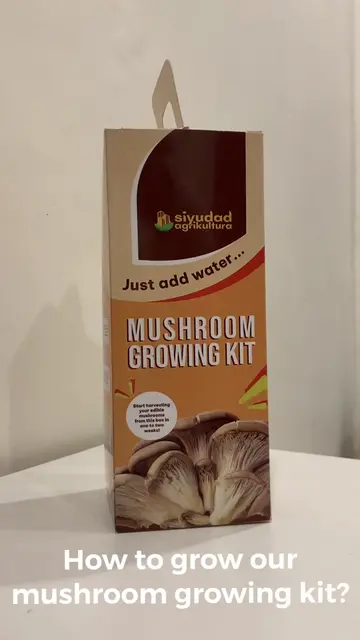 siyudad
agrikultura
Just add water...
MUSHROOM
GROWING KIT
Start harvesting
your edible
mushrooms
from this box in
one to two
weeks!
How to grow our
mushroom growing kit?